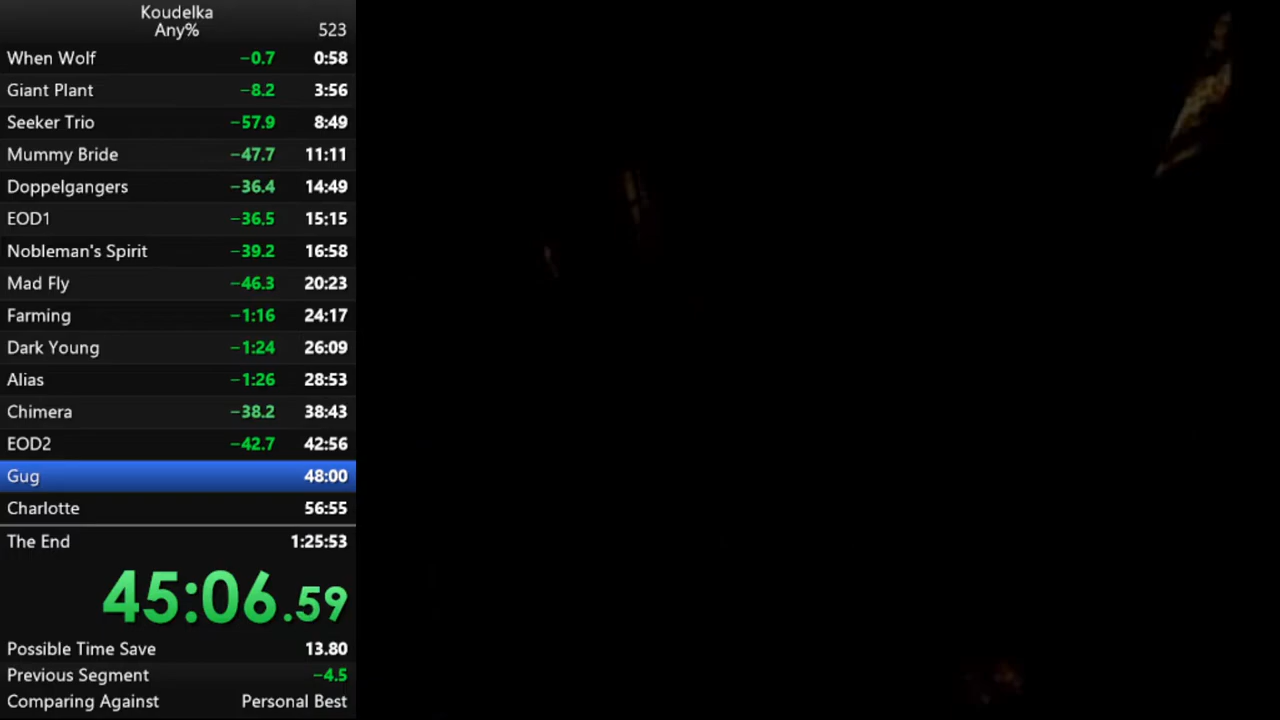 Koudelka
Any% 523
When Wolf −0.7 0:58
Giant Plant −8.2 3:56
Seeker Trio −57.9 8:49
Mummy Bride −47.7 11:11
Doppelgangers −36.4 14:49
EOD1 −36.5 15:15
Nobleman's Spirit −39.2 16:58
Mad Fly −46.3 20:23
Farming −1:16 24:17
Dark Young −1:24 26:09
Alias −1:26 28:53
Chimera −38.2 38:43
EOD2 −42.7 42:56
Gug 48:00
Charlotte 56:55
The End 1:25:53
45:06.59
Possible Time Save 13.80
Previous Segment −4.5
Comparing Against Personal Best